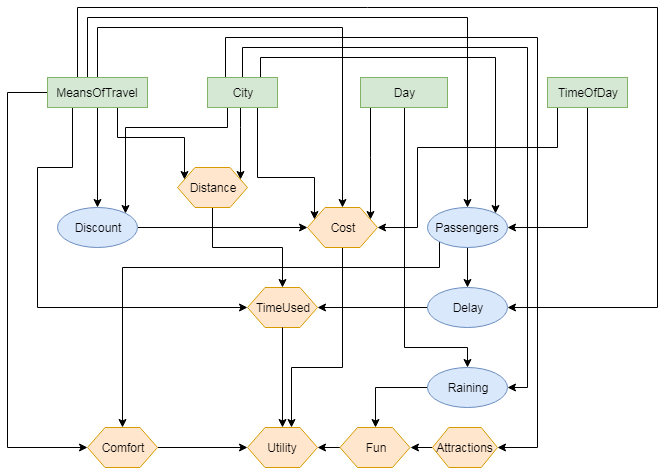 MeansOfTravel
City
Day
TimeOfDay
Distance
Discount
Cost
Passengers
TimeUsed
Delay
Raining
Comfort
Utility
Fun
Attractions